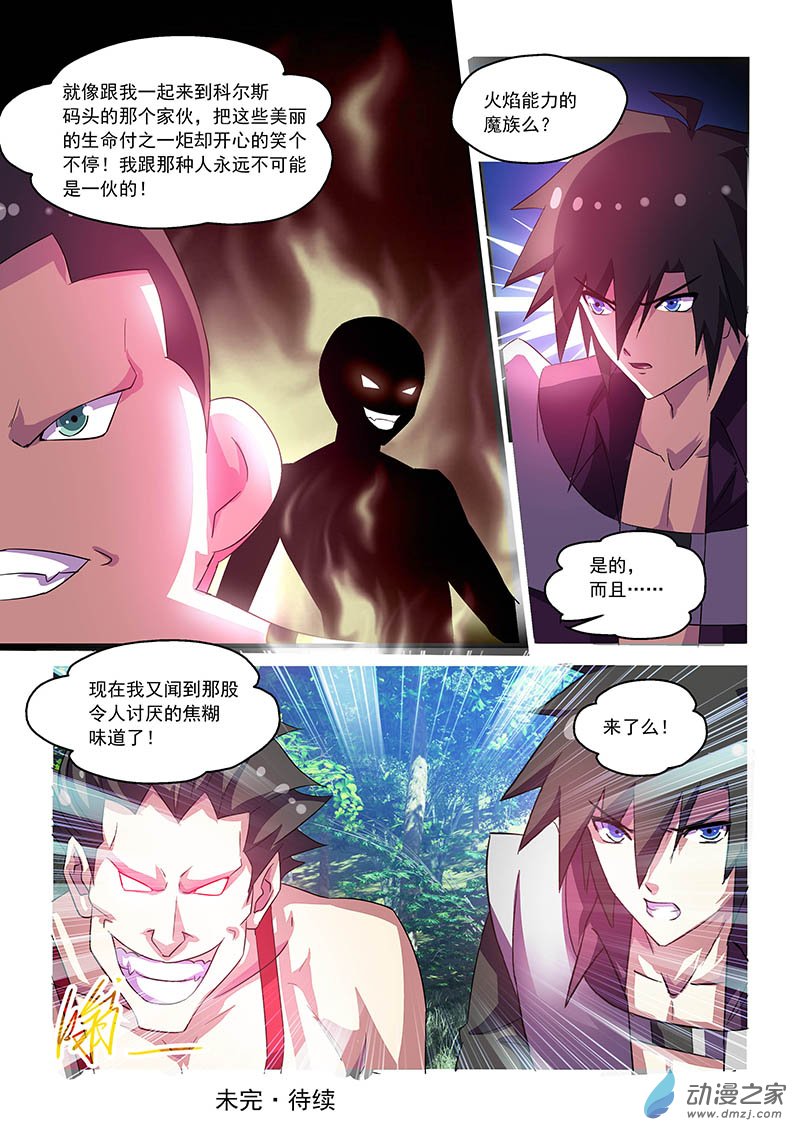 就像跟我一起来到科尔斯
码头的那个家伙，把这些美丽
的生命付之一炬却开心的笑个
不停！我跟那种人永远不可能
是一伙的！
火焰能力的
魔族么？
是的，
而且……
现在我又闻到那股
令人讨厌的焦糊
味道了！
来了么！
嗡—
未完·待续
动漫之家
www.dmzj.com